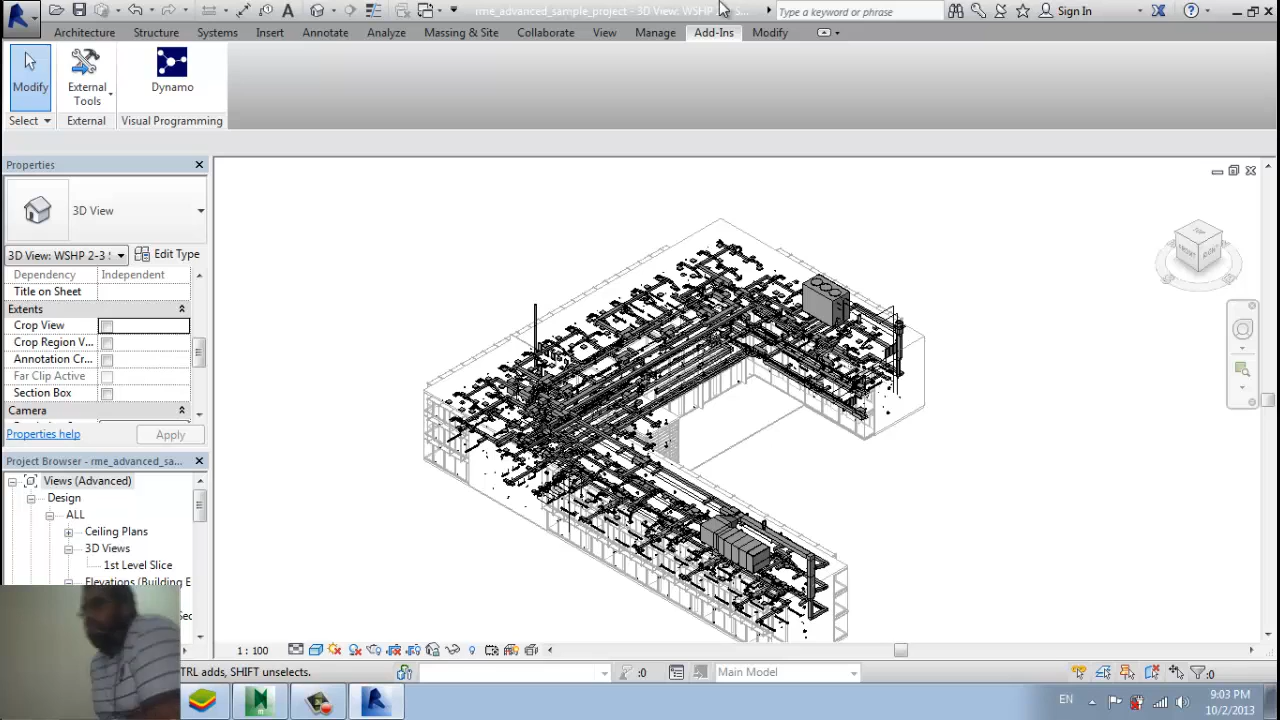 rme_advanced_sample_project - 3D View: WSHP 2-3 S...
Type a keyword or phrase
Sign In
Architecture Structure Systems Insert Annotate Analyze Massing & Site Collaborate View Manage Add-Ins Modify
Modify
External Tools
Dynamo
Select
External
Visual Programming
Properties
3D View
3D View: WSHP 2-3
Edit Type
Dependency Independent
Title on Sheet
Extents
Crop View
Crop Region V...
Annotation Cr...
Far Clip Active
Section Box
Camera
Properties help
Apply
Project Browser - rme_advanced_sa...
Views (Advanced)
Design
ALL
Ceiling Plans
3D Views
1st Level Slice
Elevations (Building E
1 : 100
TRL adds, SHIFT unselects.
:0
Main Model
:0
EN
9:03 PM
10/2/2013